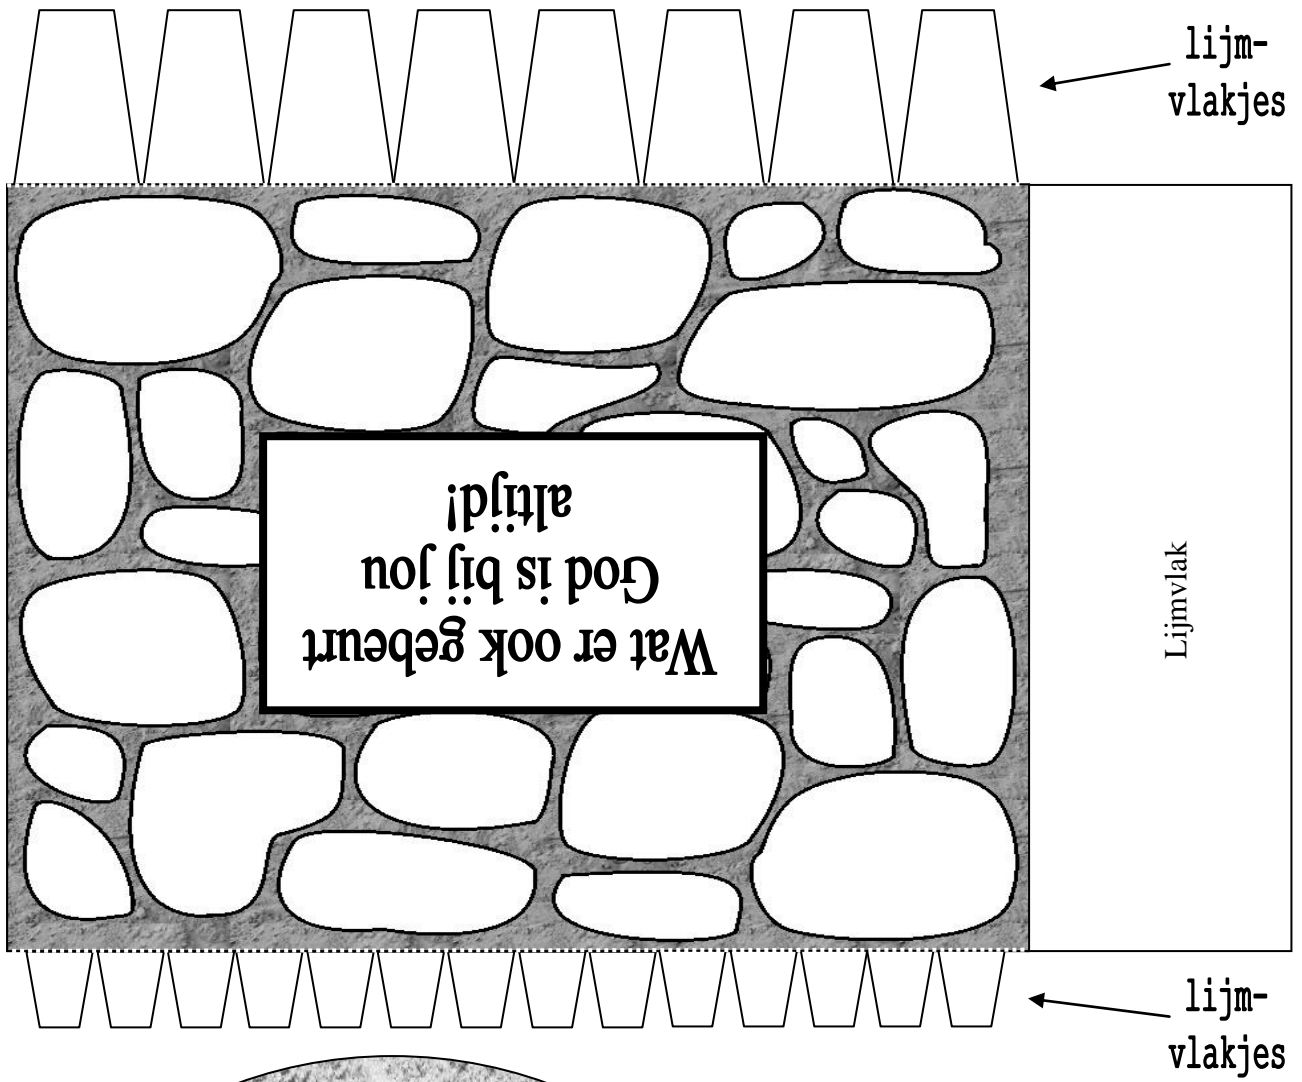 lijm-
vlakjes
Wat er ook gebeurt
God is bij jou
altijd!
Lijmvlak
lijm-
vlakjes